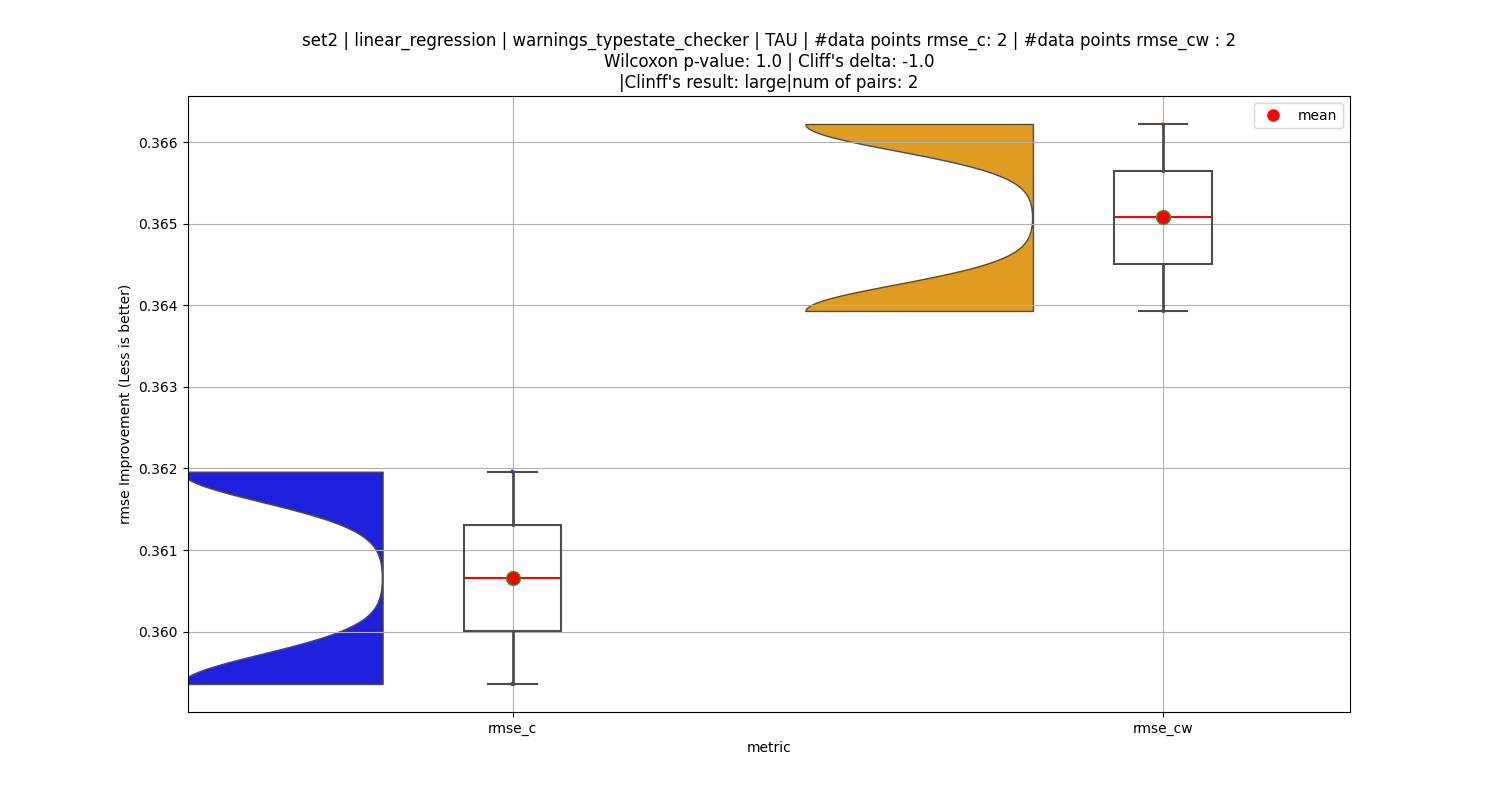 set2 | linear_regression | warnings_typestate_checker | TAU | #data points rmse_c: 2 | #data points rmse_cw : 2
Wilcoxon p-value: 1.0 | Cliff's delta: -1.0
|Clinff's result: large|num of pairs: 2
mean
0.366
0.365
0.364
0.363
0.362
0.361
0.360
rmse Improvement (Less is better)
rmse_c
rmse_cw
metric